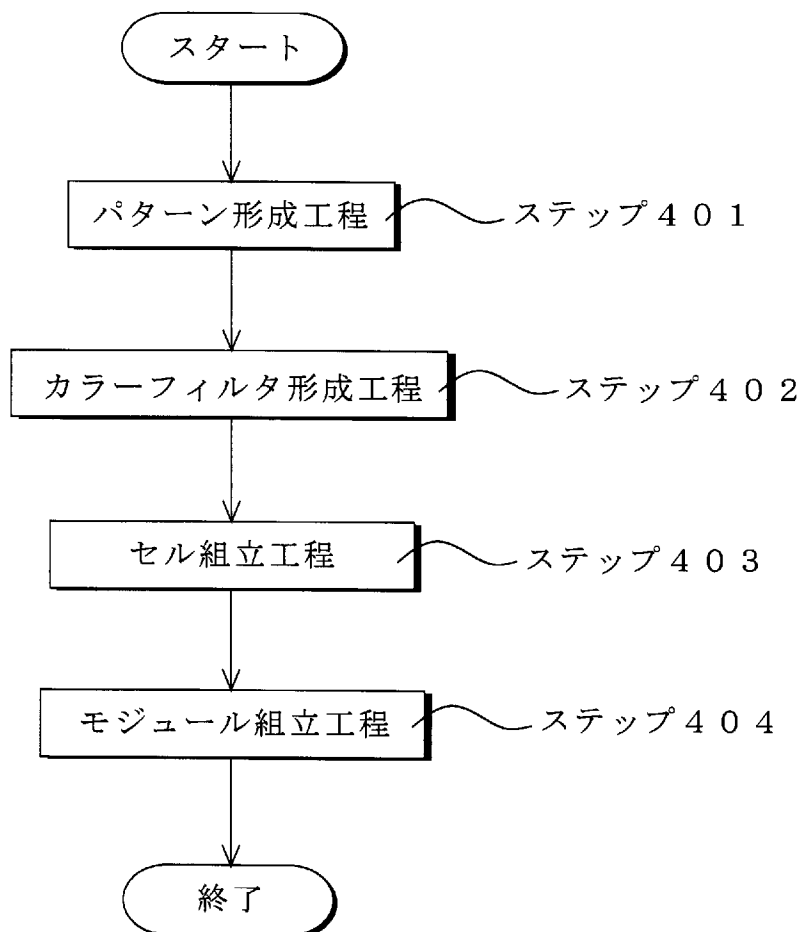 スタート
パターン形成工程
ステップ401
カラーフィルタ形成工程
ステップ402
セル組立工程
ステップ403
モジュール組立工程
ステップ404
終了